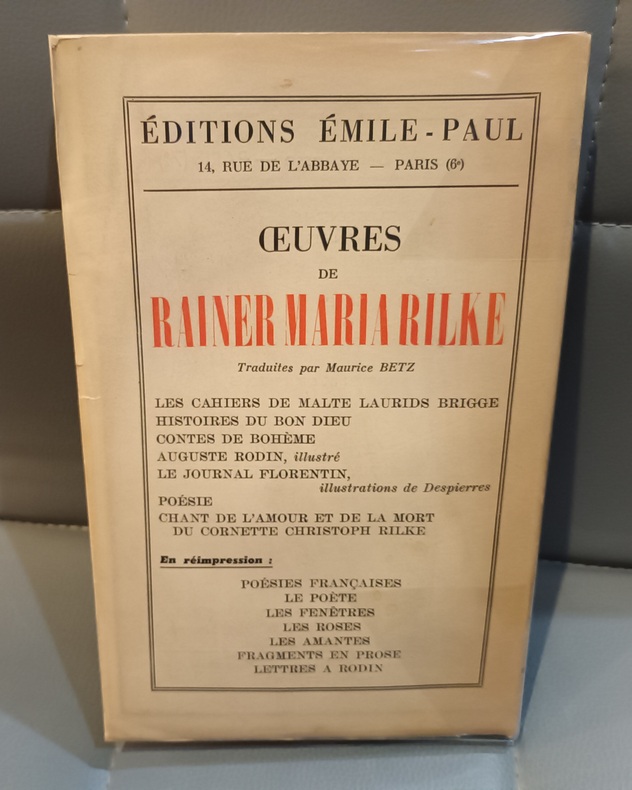 ÉDITIONS ÉMILE-PAUL
14, RUE DE L'ABBAYE — PARIS (6e)
ŒUVRES
DE
RAINER MARIA RILKE
Traduites par Maurice BETZ
LES CAHIERS DE MALTE LAURIDS BRIGGE
HISTOIRES DU BON DIEU
CONTES DE BOHÈME
AUGUSTE RODIN, illustré
LE JOURNAL FLORENTIN,
illustrations de Despierres
POÉSIE
CHANT DE L'AMOUR ET DE LA MORT
DU CORNETTE CHRISTOPH RILKE
En réimpression :
POÉSIES FRANÇAISES
LE POÈTE
LES FENÊTRES
LES ROSES
LES AMANTES
FRAGMENTS EN PROSE
LETTRES A RODIN